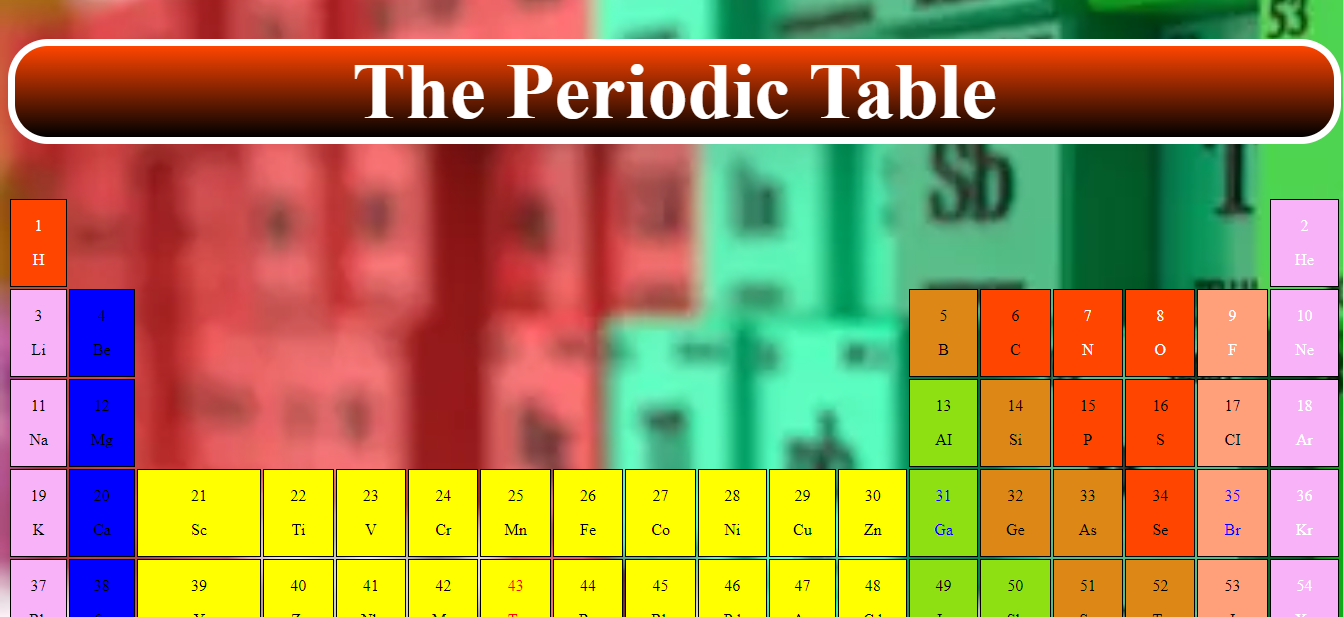 53
The Periodic Table
Sb
1 2
H He
3 4 5 6 7 8 9 10
Li Be B C N O F Ne
11 12 13 14 15 16 17 18
Na Mg AI Si P S CI Ar
19 20 21 22 23 24 25 26 27 28 29 30 31 32 33 34 35 36
K Ca Sc Ti V Cr Mn Fe Co Ni Cu Zn Ga Ge As Se Br Kr
37 38 39 40 41 42 43 44 45 46 47 48 49 50 51 52 53 54